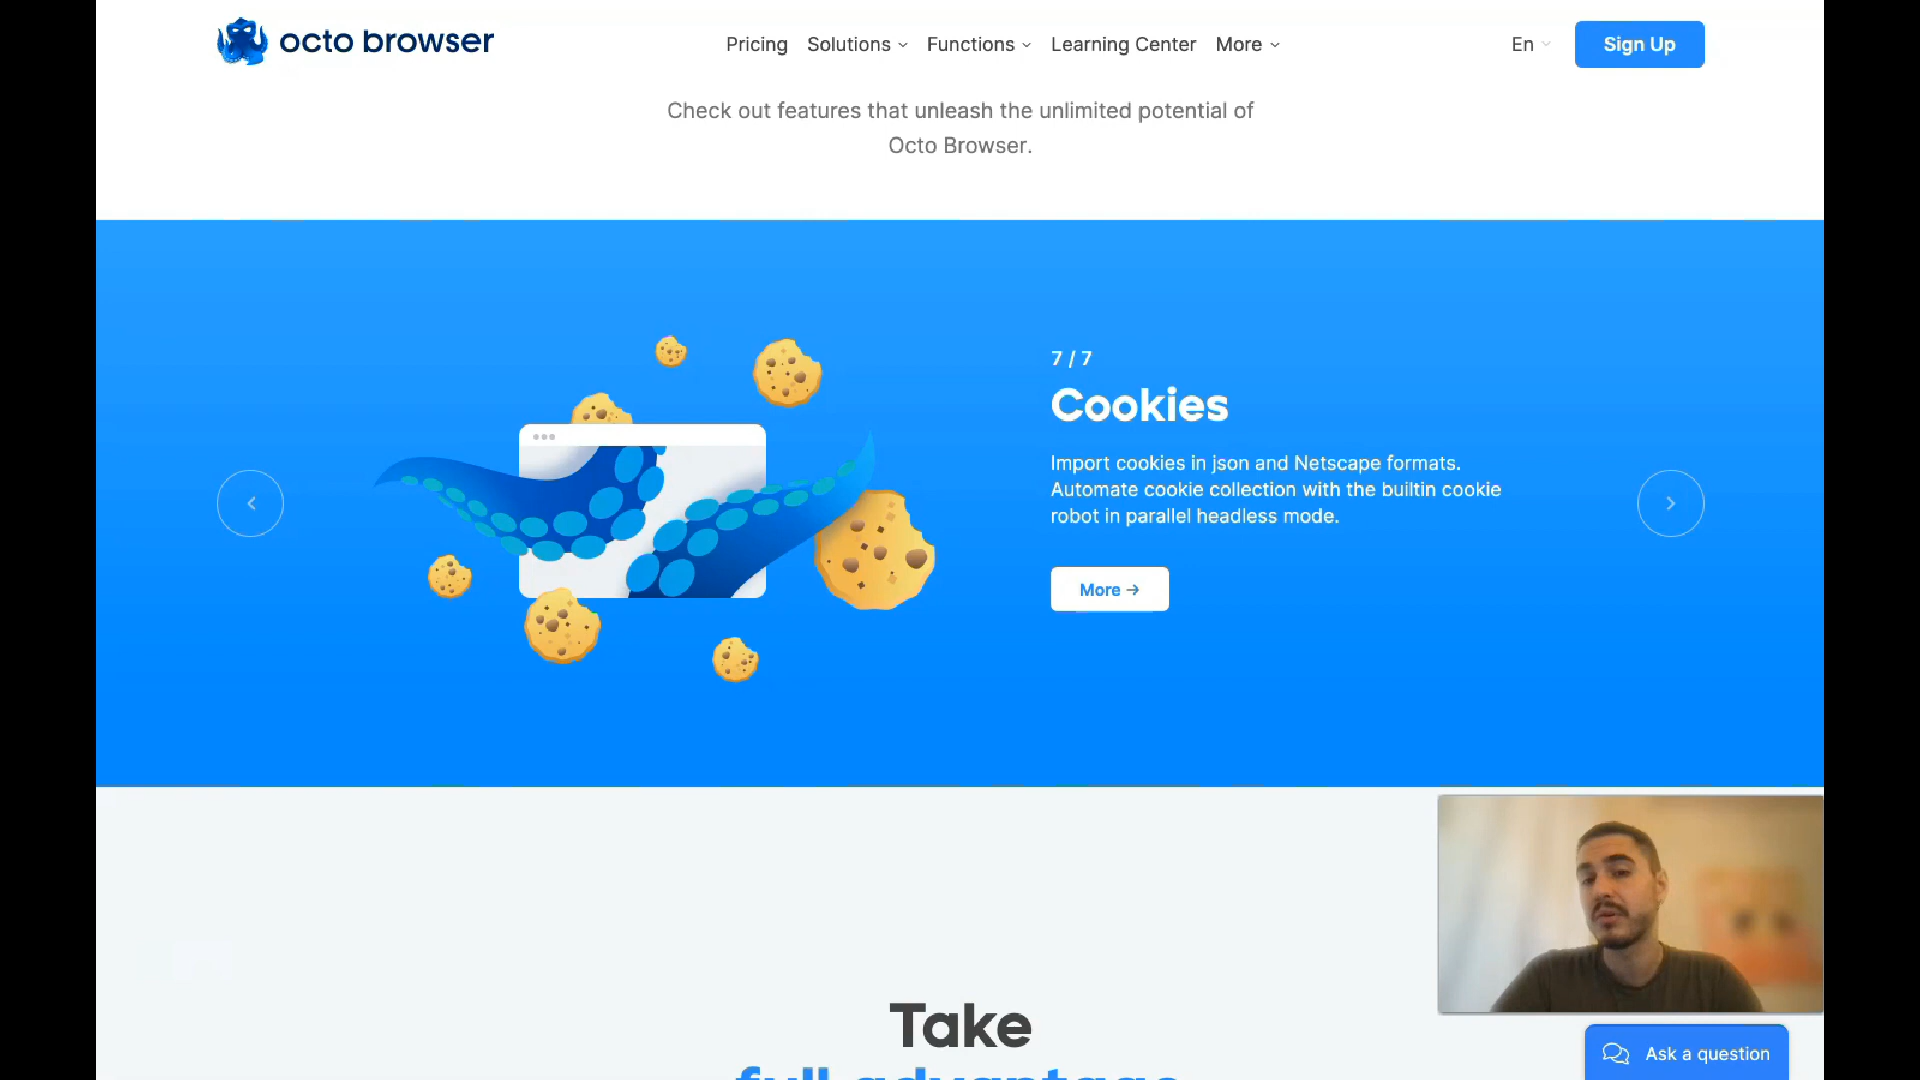 octo browser
Pricing
Solutions
Functions
Learning Center
More
En
Sign Up
Check out features that unleash the unlimited potential of
Octo Browser.
7 / 7
Cookies
Import cookies in json and Netscape formats.
Automate cookie collection with the builtin cookie
robot in parallel headless mode.
More →
Take
full advantage
Ask a question